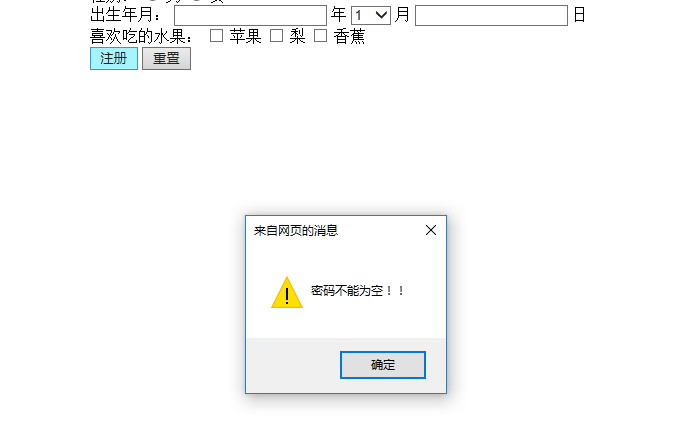 出生年月： 年 1 月 日
喜欢吃的水果： 苹果 梨 香蕉
注册 重置
来自网页的消息
密码不能为空！！
确定